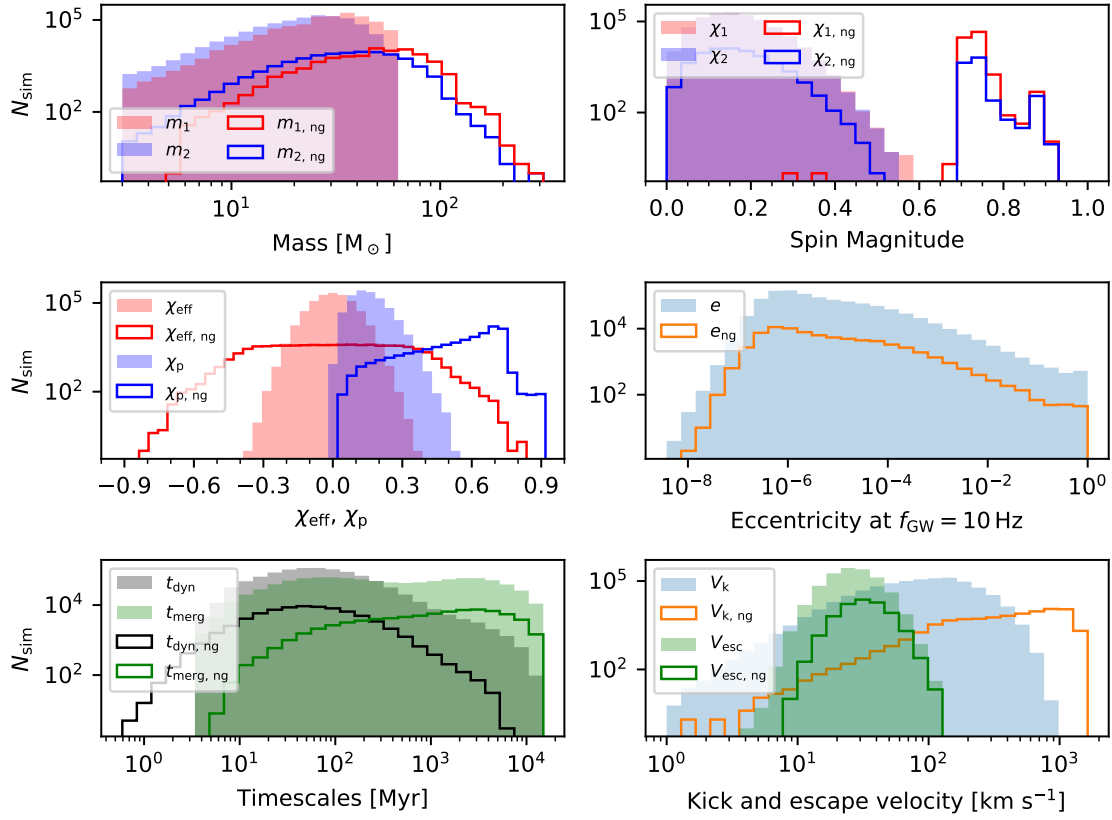 N_sim
10^5
10^2
m_1 m_1, ng
m_2 m_2, ng
10^1 10^2
Mass [M_⊙]
N_sim
10^5
10^2
χ_1 χ_1, ng
χ_2 χ_2, ng
0.0 0.2 0.4 0.6 0.8 1.0
Spin Magnitude
N_sim
10^5
10^2
χ_eff
χ_eff, ng
χ_p
χ_p, ng
−0.9 −0.6 −0.3 0.0 0.3 0.6 0.9
χ_eff, χ_p
10^4
10^2
e
e_ng
10^−8 10^−6 10^−4 10^−2 10^0
Eccentricity at f_GW = 10 Hz
N_sim
10^4
10^2
t_dyn
t_merg
t_dyn, ng
t_merg, ng
10^0 10^1 10^2 10^3 10^4
Timescales [Myr]
10^5
10^2
V_k
V_k, ng
V_esc
V_esc, ng
10^0 10^1 10^2 10^3
Kick and escape velocity [km s^−1]